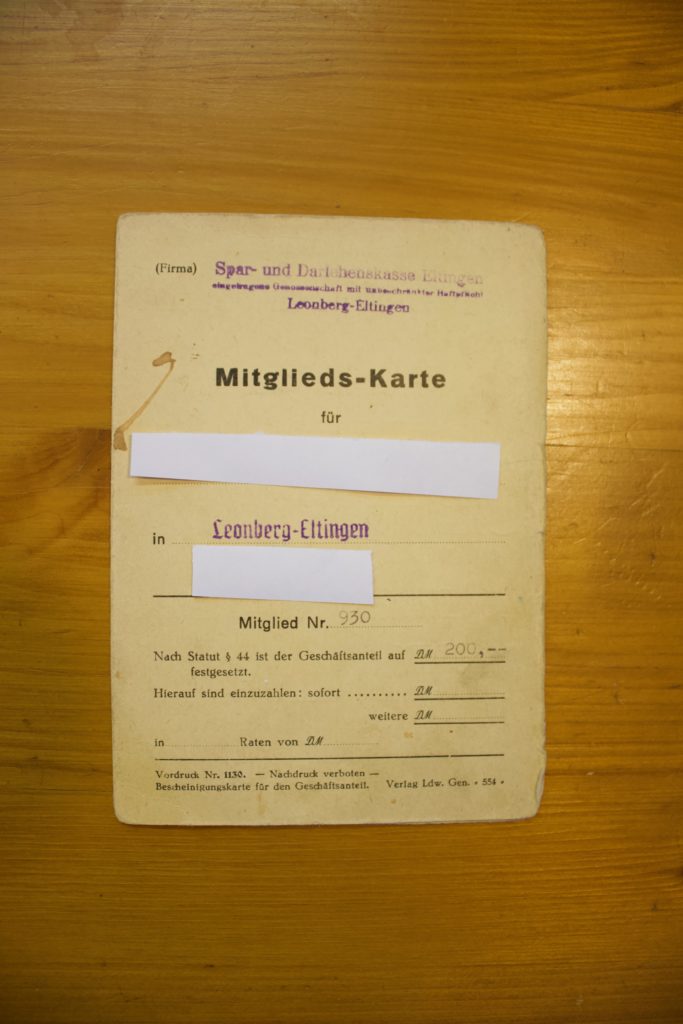 (Firma) Spar- und Darlehenskasse Eltingen
eingetragene Genossenschaft mit unbeschränkter Haftpflicht
Leonberg-Eltingen
Mitglieds-Karte
für
in Leonberg-Eltingen
Mitglied Nr. 930
Nach Statut § 44 ist der Geschäftsanteil auf DM 200,--
festgesetzt.
Hierauf sind einzuzahlen: sofort .......... DM
weitere DM
in Raten von DM
Vordruck Nr. 1130. — Nachdruck verboten —
Bescheinigungskarte für den Geschäftsanteil. Verlag Ldw. Gen. • 554 •